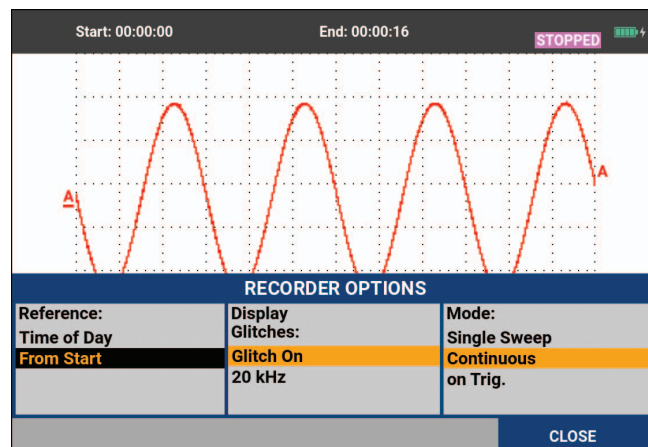 Start: 00:00:00 End: 00:00:16 STOPPED
A A
RECORDER OPTIONS
Reference:
Time of Day
From Start
Display
Glitches:
Glitch On
20 kHz
Mode:
Single Sweep
Continuous
on Trig.
CLOSE